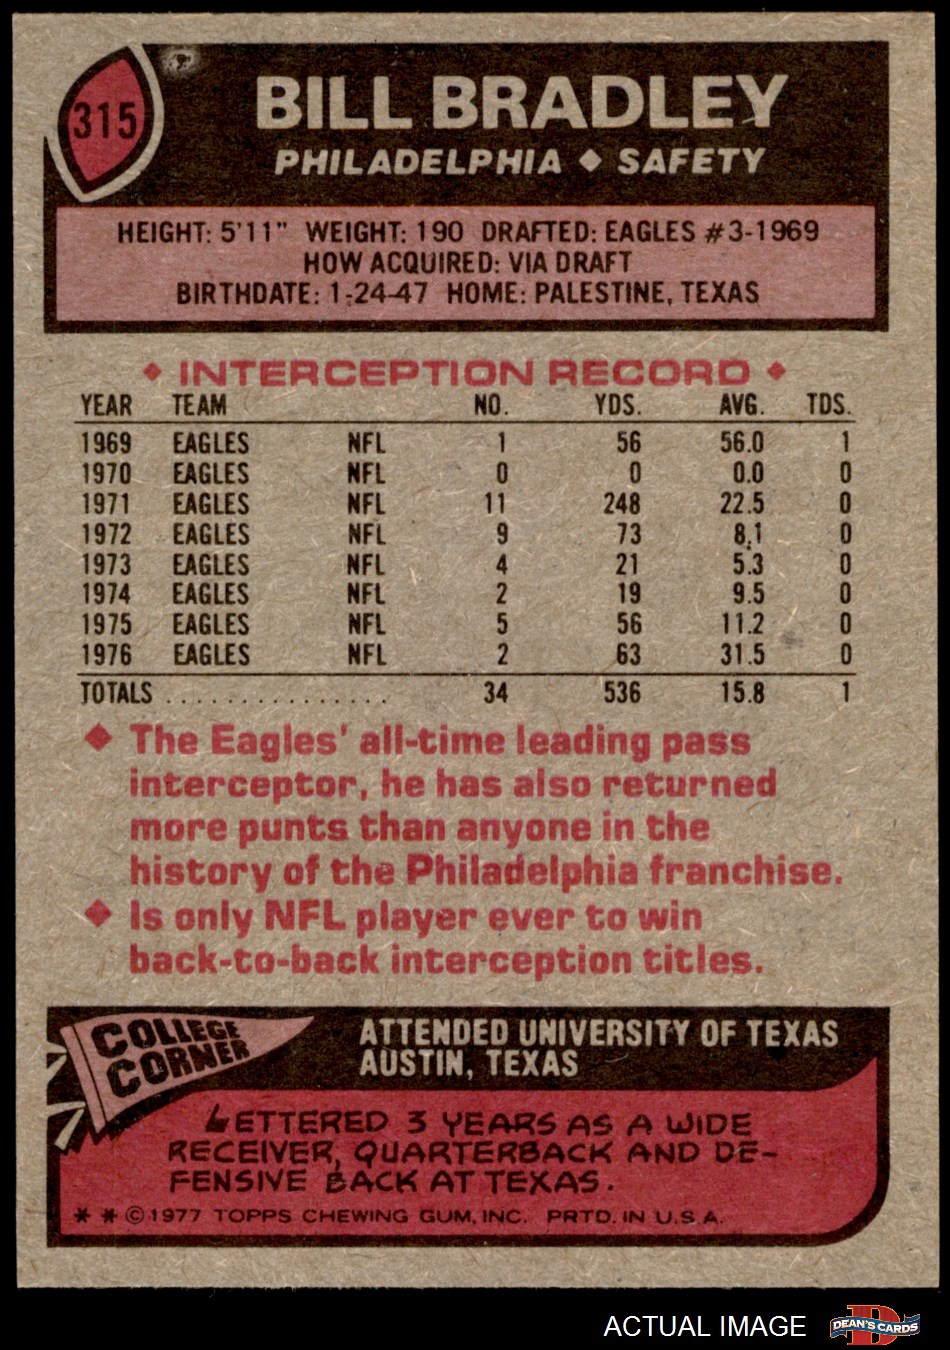 315
BILL BRADLEY
PHILADELPHIA ◆ SAFETY
HEIGHT: 5'11" WEIGHT: 190 DRAFTED: EAGLES #3-1969
HOW ACQUIRED: VIA DRAFT
BIRTHDATE: 1-24-47 HOME: PALESTINE, TEXAS
◆ INTERCEPTION RECORD ◆
YEAR TEAM NO. YDS. AVG. TDS.
1969 EAGLES NFL 1 56 56.0 1
1970 EAGLES NFL 0 0 0.0 0
1971 EAGLES NFL 11 248 22.5 0
1972 EAGLES NFL 9 73 8.1 0
1973 EAGLES NFL 4 21 5.3 0
1974 EAGLES NFL 2 19 9.5 0
1975 EAGLES NFL 5 56 11.2 0
1976 EAGLES NFL 2 63 31.5 0
TOTALS . . . . . . . . . . . . . . . 34 536 15.8 1
◆ The Eagles' all-time leading pass
interceptor, he has also returned
more punts than anyone in the
history of the Philadelphia franchise.
◆ Is only NFL player ever to win
back-to-back interception titles.
COLLEGE
CORNER
ATTENDED UNIVERSITY OF TEXAS
AUSTIN, TEXAS
LETTERED 3 YEARS AS A WIDE
RECEIVER, QUARTERBACK AND DE-
FENSIVE BACK AT TEXAS.
* * © 1977 TOPPS CHEWING GUM, INC. PRTD. IN U.S.A.
ACTUAL IMAGE
D
DEAN'S CARDS